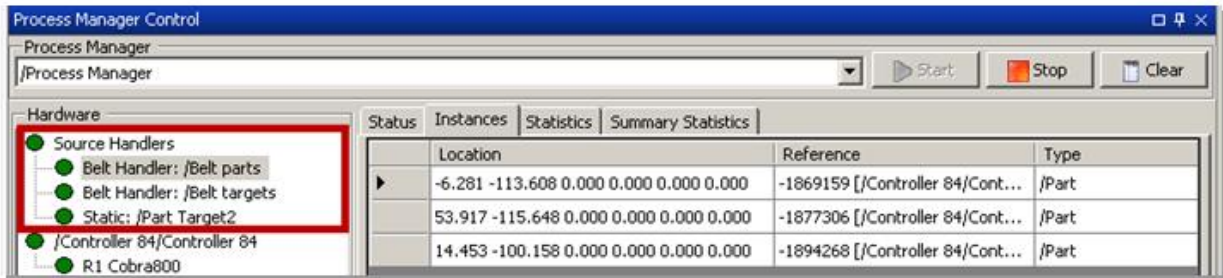 Process Manager Control
Process Manager
/Process Manager
Start
Stop
Clear
Hardware
Source Handlers
Belt Handler: /Belt parts
Belt Handler: /Belt targets
Static: /Part Target2
/Controller 84/Controller 84
R1 Cobra800
Status Instances Statistics Summary Statistics
Location Reference Type
-6.281 -113.608 0.000 0.000 0.000 0.000 -1869159 [/Controller 84/Cont... /Part
53.917 -115.648 0.000 0.000 0.000 0.000 -1877306 [/Controller 84/Cont... /Part
14.453 -100.158 0.000 0.000 0.000 0.000 -1894268 [/Controller 84/Cont... /Part